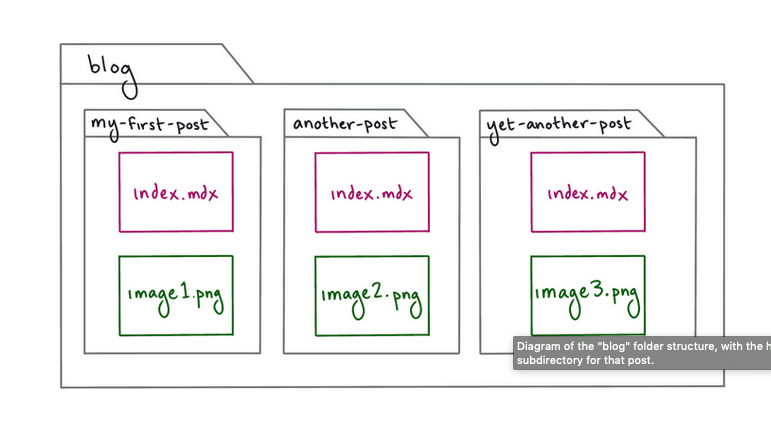 blog
my-first-post
another-post
yet-another-post
index.mdx
index.mdx
index.mdx
image1.png
image2.png
image3.png
Diagram of the "blog" folder structure, with the
subdirectory for that post.